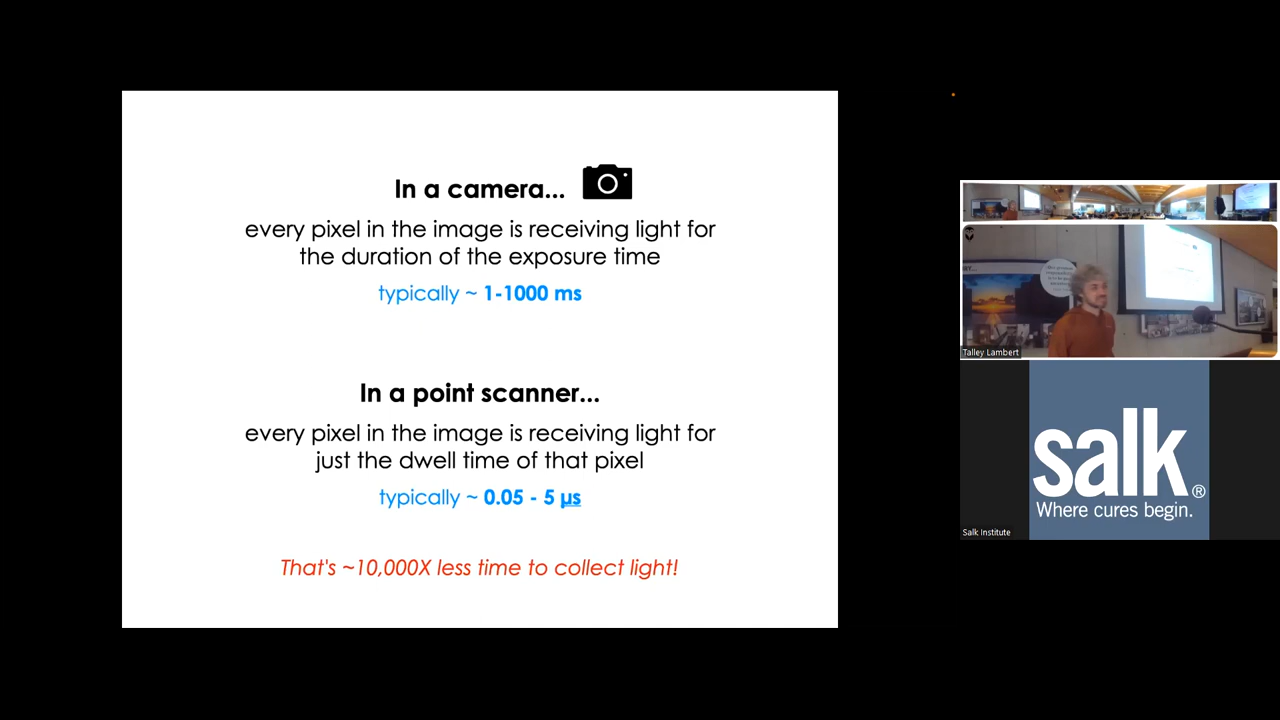 In a camera...
every pixel in the image is receiving light for
the duration of the exposure time
typically ~ 1-1000 ms
In a point scanner...
every pixel in the image is receiving light for
just the dwell time of that pixel
typically ~ 0.05 - 5 µs
That's ~10,000X less time to collect light!
Talley Lambert
salk®
Where cures begin.
Salk Institute